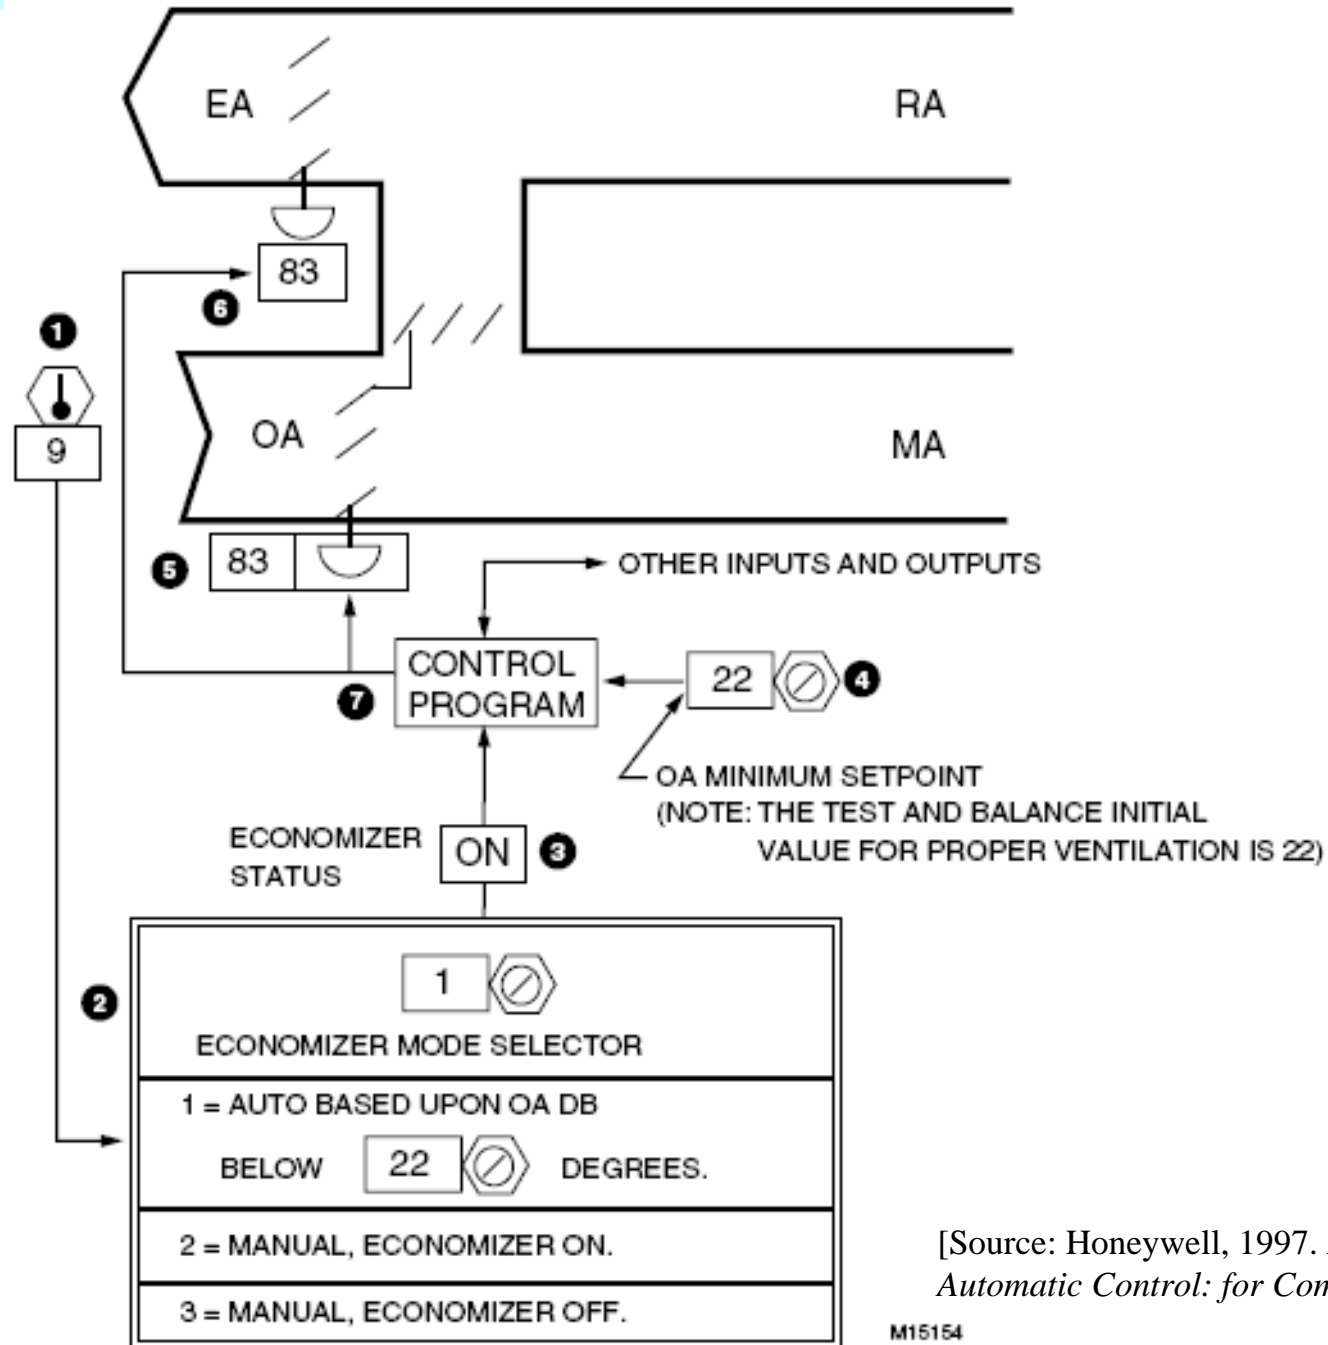 EA
RA
83
6
1
9
OA
MA
5
83
OTHER INPUTS AND OUTPUTS
CONTROL
PROGRAM
7
22
4
OA MINIMUM SETPOINT
(NOTE: THE TEST AND BALANCE INITIAL
VALUE FOR PROPER VENTILATION IS 22)
ECONOMIZER
STATUS
ON
3
2
1
ECONOMIZER MODE SELECTOR
1 = AUTO BASED UPON OA DB
BELOW 22 DEGREES.
2 = MANUAL, ECONOMIZER ON.
3 = MANUAL, ECONOMIZER OFF.
[Source: Honeywell, 1997.
Automatic Control: for
M15154